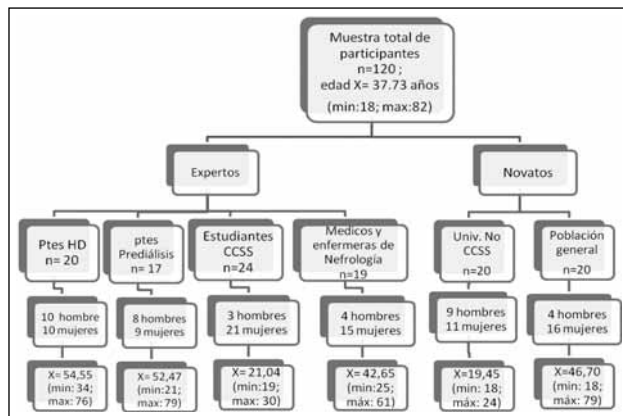 Muestra total de
participantes
n=120 ;
edad X= 37.73 años
(min:18; max:82)
Expertos
Novatos
Ptes HD
n= 20
ptes
Prediálisis
n= 17
Estudiantes
CCSS
n=24
Medicos y
enfermeras de
Nefrología
n=19
Univ. No
CCSS
n=20
Población
general
n=20
10 hombre
10 mujeres
8 hombres
9 mujeres
3 hombres
21 mujeres
4 hombres
15 mujeres
9 hombres
11 mujeres
4 hombres
16 mujeres
X= 54,55
(min: 34;
max: 76)
X= 52,47
(min:21;
max: 79)
X= 21,04
(min:19;
max: 30)
X= 42,65
(min:25;
máx: 61)
X=19,45
(min: 18;
máx: 24)
X=46,70
(min: 18;
máx: 79)